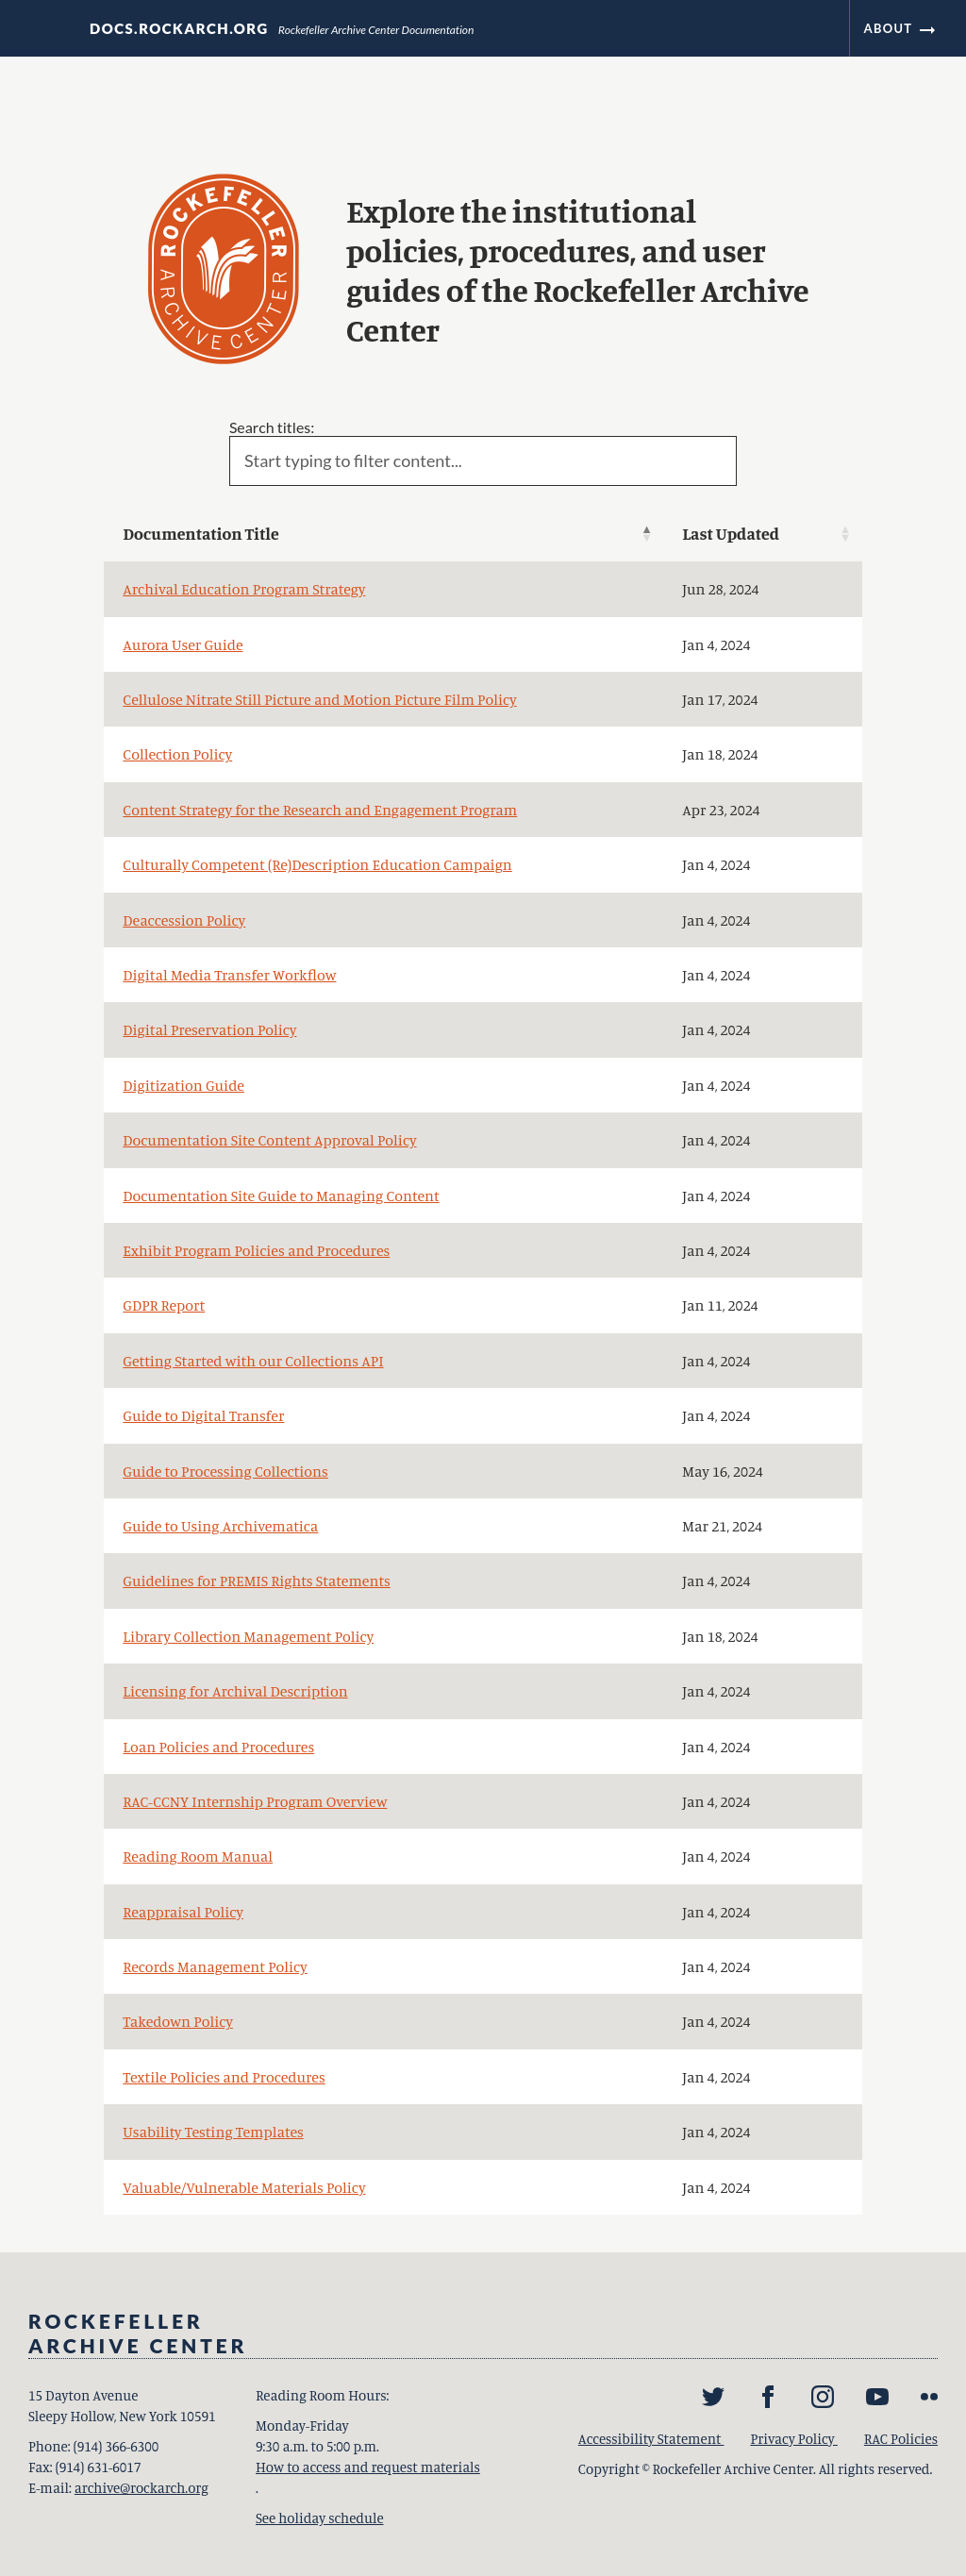 DOCS.ROCKARCH.ORG Rockefeller Archive Center Documentation ABOUT
ROCKEFELLER
ARCHIVE CENTER
Explore the institutional
policies, procedures, and user
guides of the Rockefeller Archive
Center
Search titles:
Start typing to filter content...
Documentation Title Last Updated
Archival Education Program Strategy Jun 28, 2024
Aurora User Guide Jan 4, 2024
Cellulose Nitrate Still Picture and Motion Picture Film Policy Jan 17, 2024
Collection Policy Jan 18, 2024
Content Strategy for the Research and Engagement Program Apr 23, 2024
Culturally Competent (Re)Description Education Campaign Jan 4, 2024
Deaccession Policy Jan 4, 2024
Digital Media Transfer Workflow Jan 4, 2024
Digital Preservation Policy Jan 4, 2024
Digitization Guide Jan 4, 2024
Documentation Site Content Approval Policy Jan 4, 2024
Documentation Site Guide to Managing Content Jan 4, 2024
Exhibit Program Policies and Procedures Jan 4, 2024
GDPR Report Jan 11, 2024
Getting Started with our Collections API Jan 4, 2024
Guide to Digital Transfer Jan 4, 2024
Guide to Processing Collections May 16, 2024
Guide to Using Archivematica Mar 21, 2024
Guidelines for PREMIS Rights Statements Jan 4, 2024
Library Collection Management Policy Jan 18, 2024
Licensing for Archival Description Jan 4, 2024
Loan Policies and Procedures Jan 4, 2024
RAC-CCNY Internship Program Overview Jan 4, 2024
Reading Room Manual Jan 4, 2024
Reappraisal Policy Jan 4, 2024
Records Management Policy Jan 4, 2024
Takedown Policy Jan 4, 2024
Textile Policies and Procedures Jan 4, 2024
Usability Testing Templates Jan 4, 2024
Valuable/Vulnerable Materials Policy Jan 4, 2024
ROCKEFELLER
ARCHIVE CENTER
15 Dayton Avenue
Sleepy Hollow, New York 10591
Phone: (914) 366-6300
Fax: (914) 631-6017
E-mail: archive@rockarch.org
Reading Room Hours:
Monday-Friday
9:30 a.m. to 5:00 p.m.
How to access and request materials
.
See holiday schedule
Accessibility Statement Privacy Policy RAC Policies
Copyright © Rockefeller Archive Center. All rights reserved.